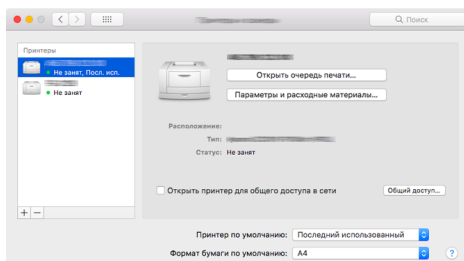 Поиск
Принтеры
Не занят, Посл. исп.
Не занят
Открыть очередь печати...
Параметры и расходные материалы...
Расположение:
Тип:
Статус: Не занят
Открыть принтер для общего доступа в сети
Общий доступ...
Принтер по умолчанию: Последний использованный
Формат бумаги по умолчанию: A4
?